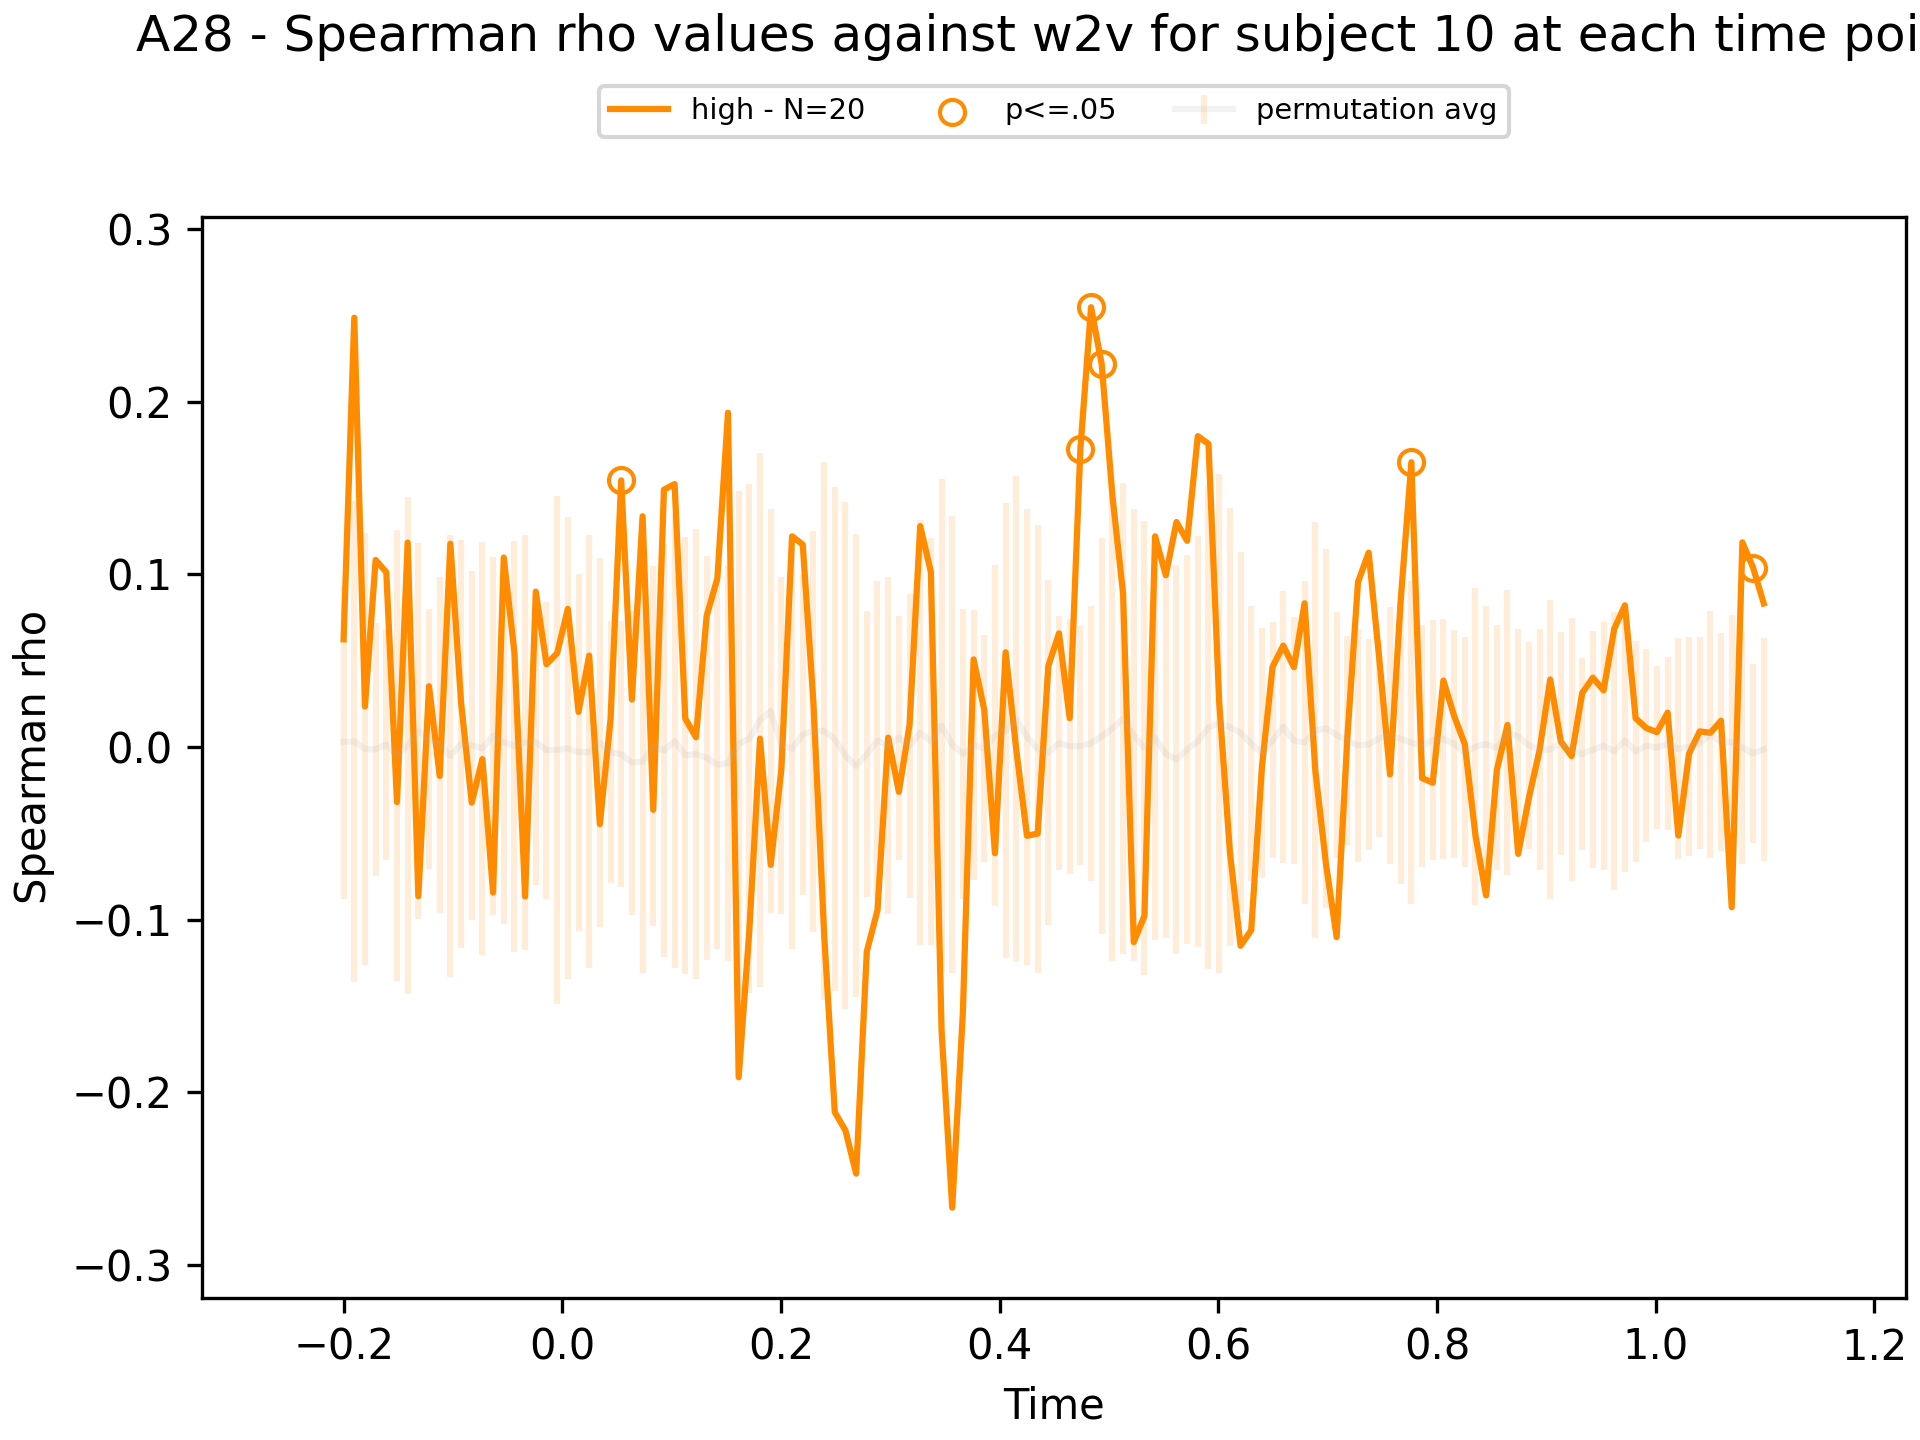 A28 - Spearman rho values against w2v for subject 10 at each time poi
high - N=20 p<=.05 permutation avg
0.3
0.2
0.1
0.0
−0.1
−0.2
−0.3
Spearman rho
−0.2 0.0 0.2 0.4 0.6 0.8 1.0 1.2
Time